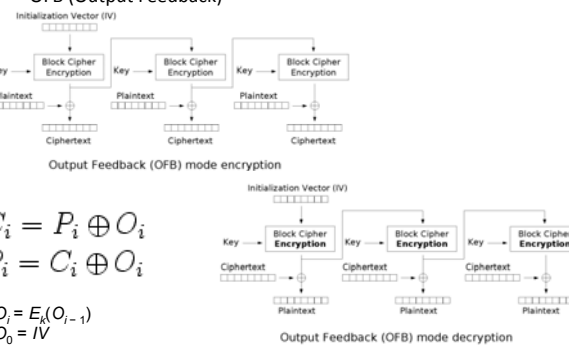 OFB (Output Feedback)
Initialization Vector (IV)
Block Cipher Encryption Block Cipher Encryption Block Cipher Encryption
ey Key Key
laintext Plaintext Plaintext
Ciphertext Ciphertext Ciphertext
Output Feedback (OFB) mode encryption
Initialization Vector (IV)
C_i = P_i ⊕ O_i
P_i = C_i ⊕ O_i
Block Cipher Encryption Block Cipher Encryption Block Cipher Encryption
Key Key Key
Ciphertext Ciphertext Ciphertext
Plaintext Plaintext Plaintext
O_i = E_k(O_{i − 1})
O_0 = IV
Output Feedback (OFB) mode decryption